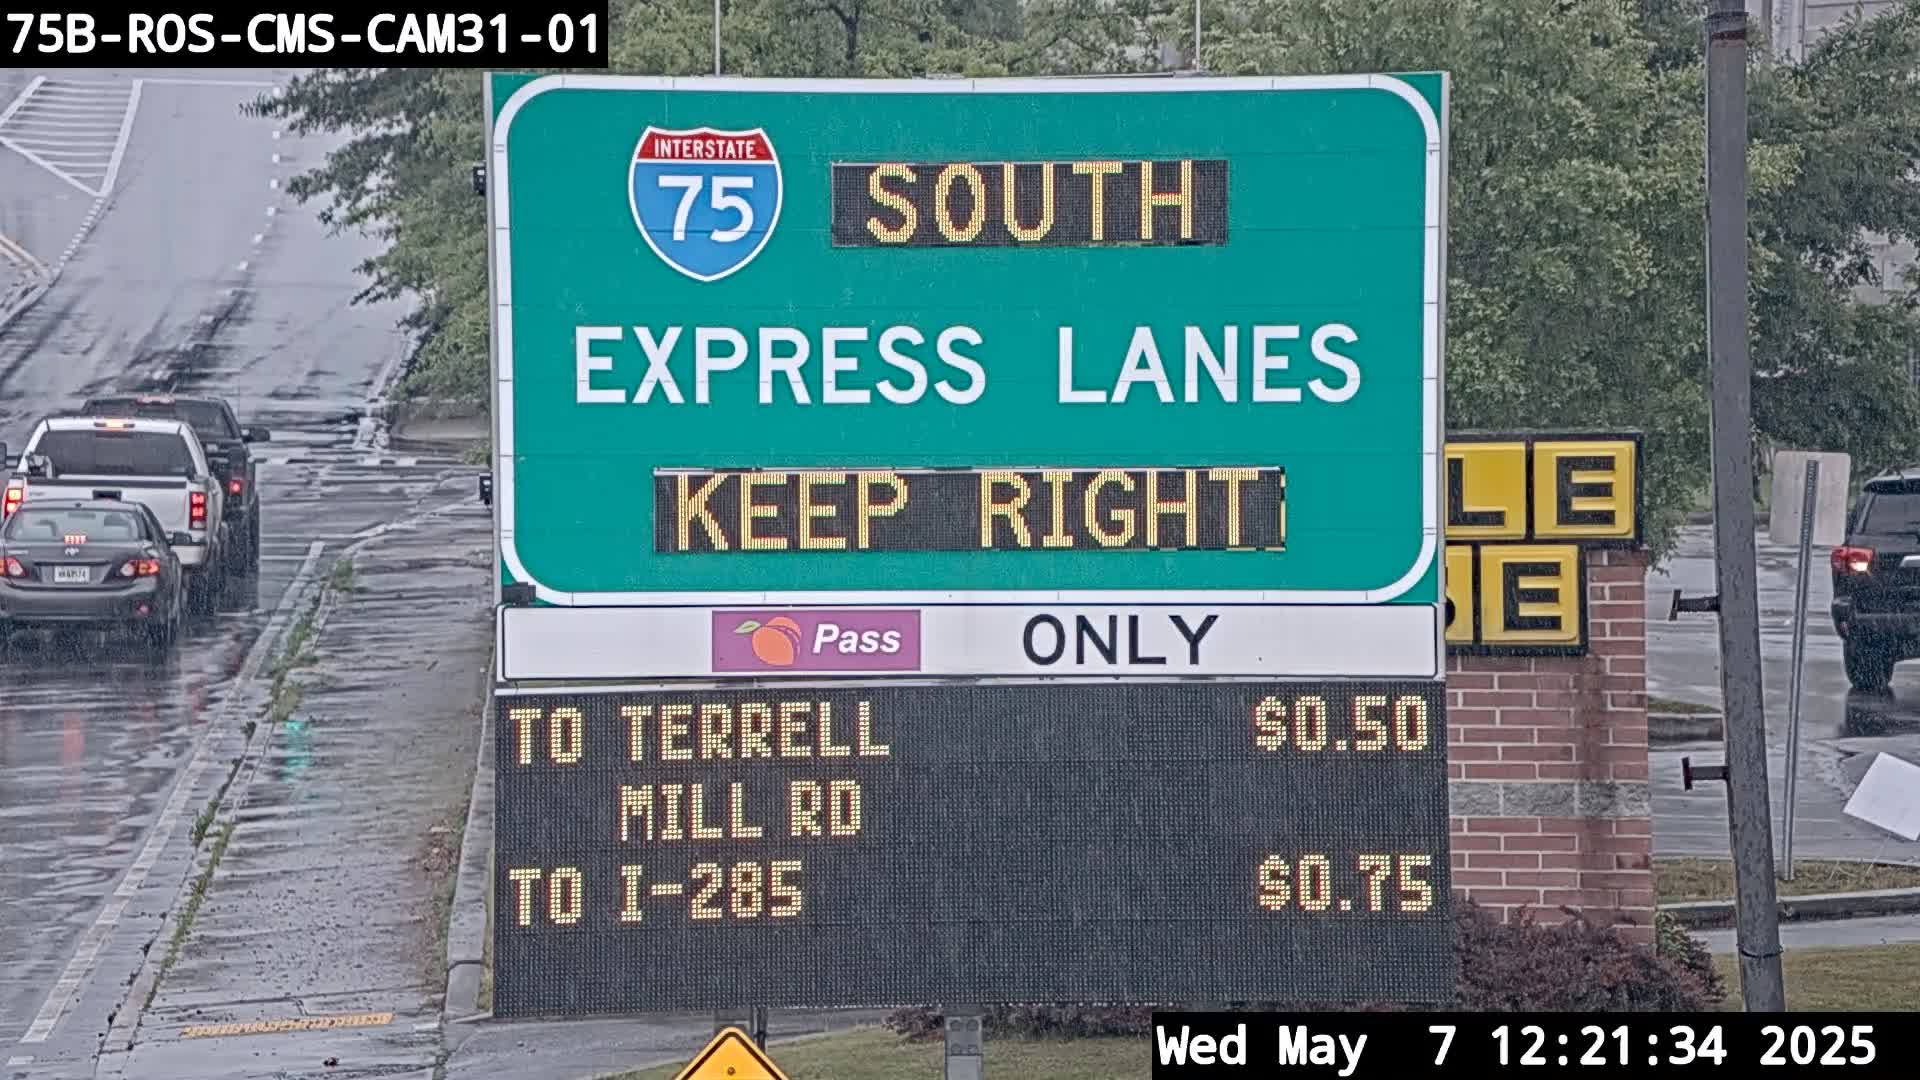 75B-ROS-CMS-CAM31-01
INTERSTATE
75
SOUTH
EXPRESS LANES
KEEP RIGHT
Pass ONLY
TO TERRELL $0.50
MILL RD
TO I-285 $0.75
LE
E
Wed May 7 12:21:34 2025